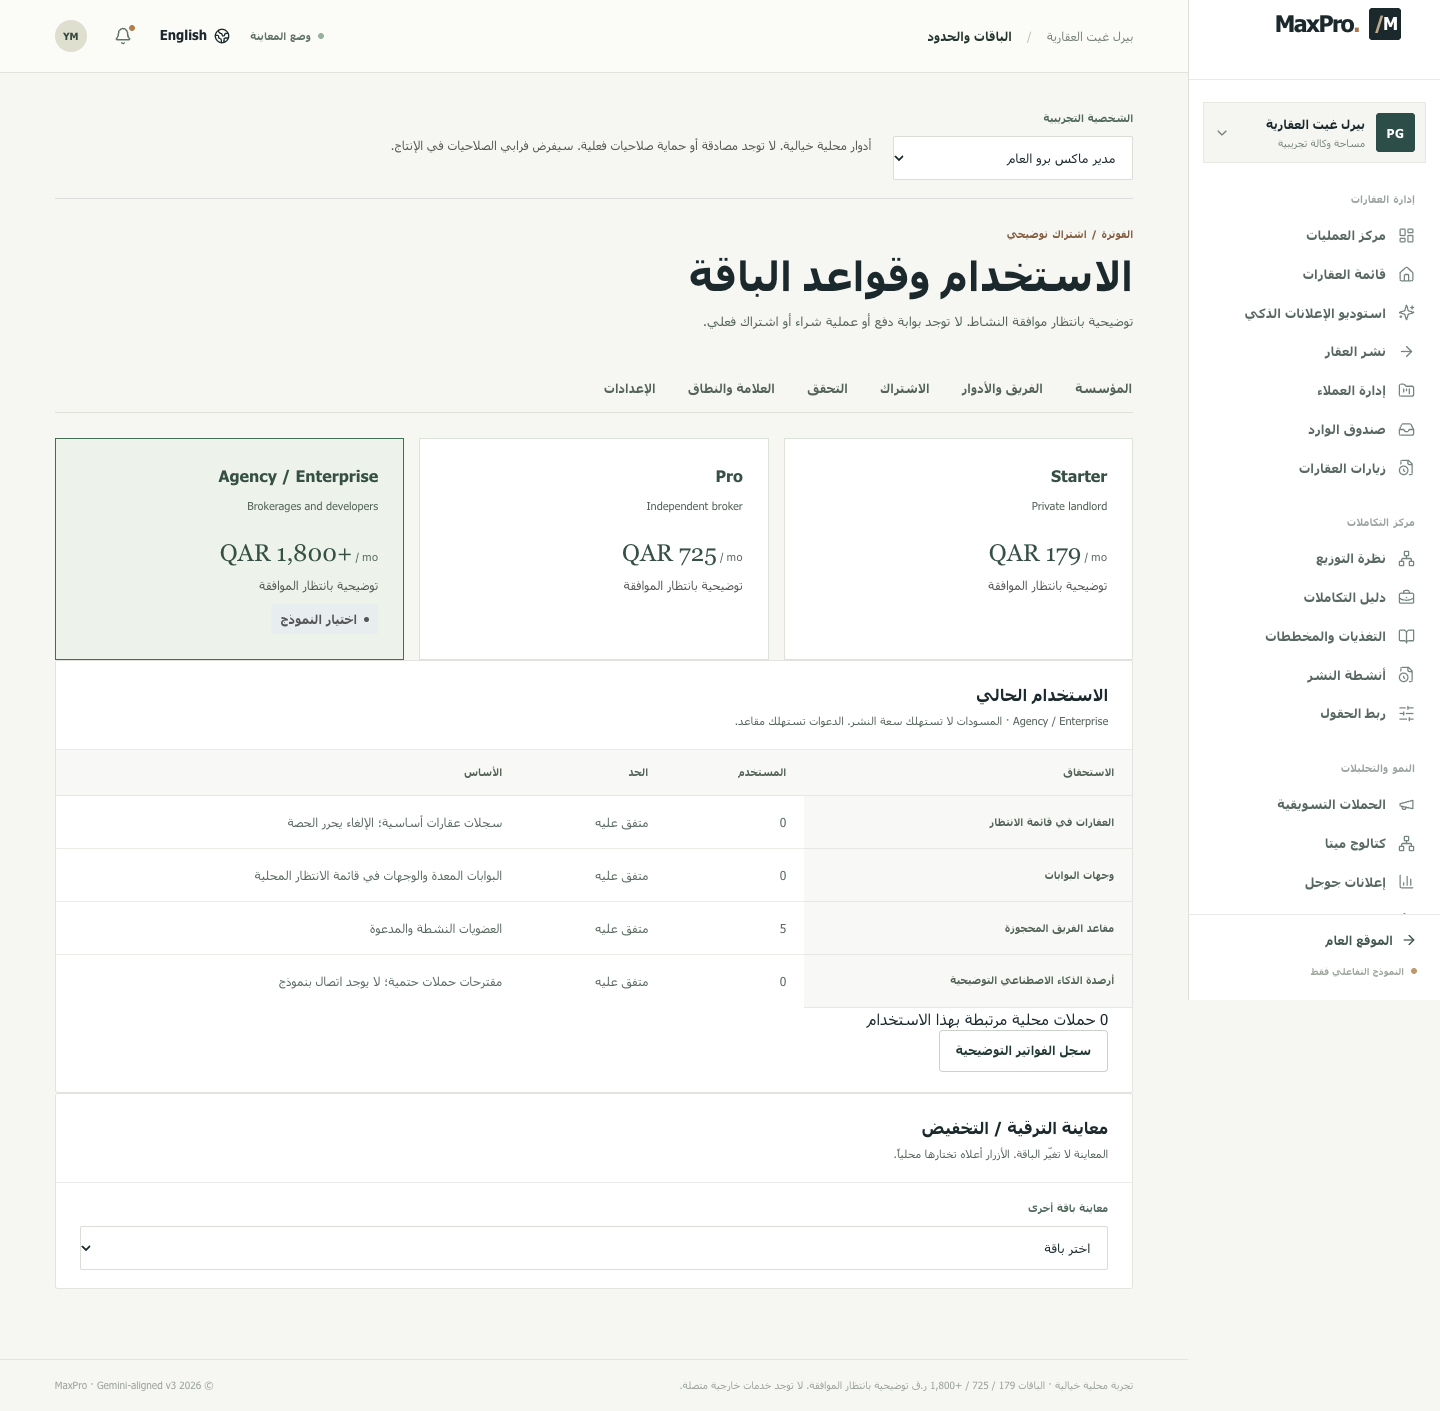 /M MaxPro.
PG
بيرل غيت العقارية
مساحة وكالة تجريبية
إدارة العقارات
مركز العمليات
قائمة العقارات
استوديو الإعلانات الذكي
نشر العقار
إدارة العملاء
صندوق الوارد
زيارات العقارات
مركز التكاملات
نظرة التوزيع
دليل التكاملات
التغذيات والمخططات
أنشطة النشر
ربط الحقول
النمو والتحليلات
الحملات التسويقية
كتالوج ميتا
إعلانات جوجل
الموقع العام
النموذج التفاعلي فقط
بيرل غيت العقارية / الباقات والحدود
وضع المعاينة
English
YM
الشخصية التجريبية
مدير ماكس برو العام
أدوار محلية خيالية. لا توجد مصادقة أو حماية صلاحيات فعلية. سيفرض فرابي الصلاحيات في الإنتاج.
الفوترة / اشتراك توضيحي
الاستخدام وقواعد الباقة
توضيحية بانتظار موافقة النشاط. لا توجد بوابة دفع أو عملية شراء أو اشتراك فعلي.
المؤسسة
الفريق والأدوار
الاشتراك
التحقق
العلامة والنطاق
الإعدادات
Starter
Private landlord
QAR 179 / mo
توضيحية بانتظار الموافقة
Pro
Independent broker
QAR 725 / mo
توضيحية بانتظار الموافقة
Agency / Enterprise
Brokerages and developers
QAR 1,800+ / mo
توضيحية بانتظار الموافقة
اختيار النموذج
الاستخدام الحالي
Agency / Enterprise · المسودات لا تستهلك سعة النشر. الدعوات تستهلك مقاعد.
الاستحقاق المستخدم الحد الأساس
العقارات في قائمة الانتظار 0 متفق عليه سجلات عقارات أساسية؛ الإلغاء يحرر الحصة
وجهات البوابات 0 متفق عليه البوابات المعدة والوجهات في قائمة الانتظار المحلية
مقاعد الفريق المحجوزة 5 متفق عليه العضويات النشطة والمدعوة
أرصدة الذكاء الاصطناعي التوضيحية 0 متفق عليه مقترحات حملات حتمية؛ لا يوجد اتصال بنموذج
0 حملات محلية مرتبطة بهذا الاستخدام
سجل الفواتير التوضيحية
معاينة الترقية / التخفيض
المعاينة لا تغيّر الباقة. الأزرار أعلاه تختارها محلياً.
معاينة باقة أخرى
اختر باقة
تجربة محلية خيالية · الباقات 179 / 725 / +1,800 ر.ق توضيحية بانتظار الموافقة. لا توجد خدمات خارجية متصلة.
MaxPro · Gemini-aligned v3 2026 ©